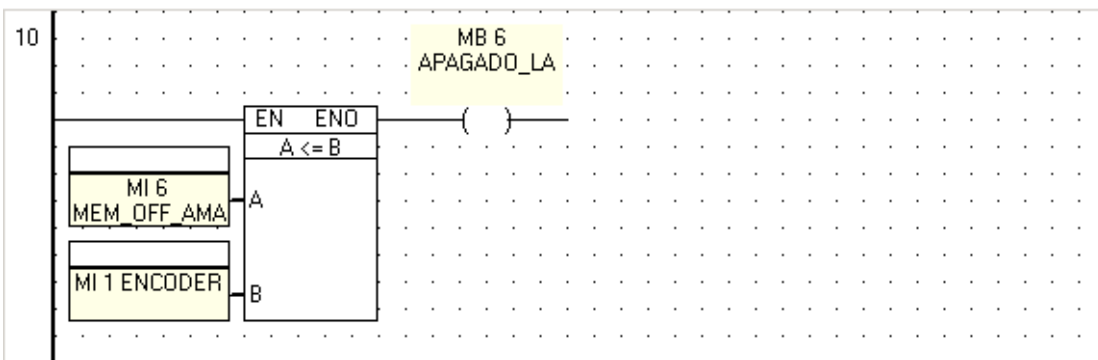 10
MB 6
APAGADO_LA
EN ENO
A <= B
MI 6
MEM_OFF_AMA
A
MI 1 ENCODER
B